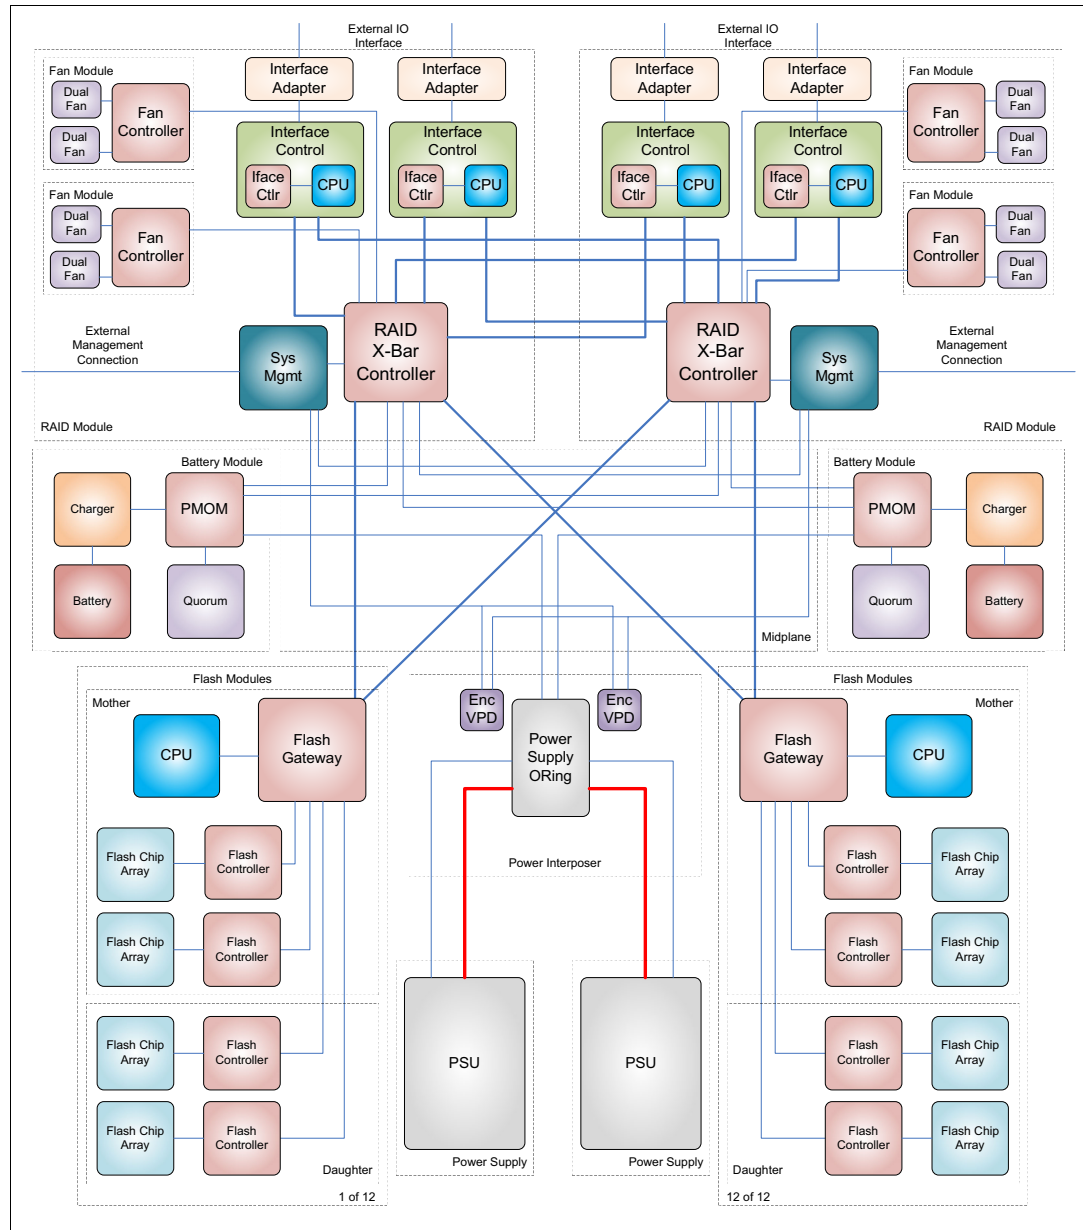 External IO
Interface
External IO
Interface
Fan Module
Dual
Fan
Dual
Fan
Fan
Controller
Interface
Adapter
Interface
Adapter
Interface
Control
Iface
Ctlr
CPU
Interface
Control
Iface
Ctlr
CPU
Interface
Adapter
Interface
Adapter
Interface
Control
Iface
Ctlr
CPU
Interface
Control
Iface
Ctlr
CPU
Fan Module
Fan
Controller
Dual
Fan
Dual
Fan
Fan Module
Dual
Fan
Dual
Fan
Fan
Controller
Fan Module
Fan
Controller
Dual
Fan
Dual
Fan
External
Management
Connection
Sys
Mgmt
RAID
X-Bar
Controller
RAID
X-Bar
Controller
Sys
Mgmt
External
Management
Connection
RAID Module
RAID Module
Battery Module
Charger
PMOM
Battery
Quorum
Battery Module
PMOM
Charger
Quorum
Battery
Midplane
Flash Modules
Mother
CPU
Flash
Gateway
Flash Chip
Array
Flash
Controller
Flash Chip
Array
Flash
Controller
Flash Chip
Array
Flash
Controller
Flash Chip
Array
Flash
Controller
Daughter
1 of 12
Enc
VPD
Power
Supply
ORing
Enc
VPD
Power Interposer
PSU
Power Supply
PSU
Power Supply
Flash Modules
Mother
Flash
Gateway
CPU
Flash
Controller
Flash Chip
Array
Flash
Controller
Flash Chip
Array
Flash
Controller
Flash Chip
Array
Flash
Controller
Flash Chip
Array
Daughter
12 of 12